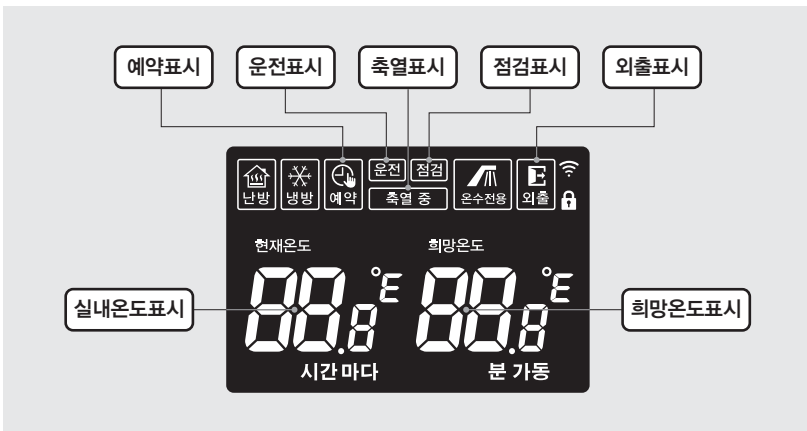 예약표시 운전표시 축열표시 점검표시 외출표시
운전 점검
난방 냉방 예약 축열 중 온수전용 외출
현재온도 희망온도
88.8°E 88.8°E
실내온도표시 희망온도표시
시간 마다 분 가동